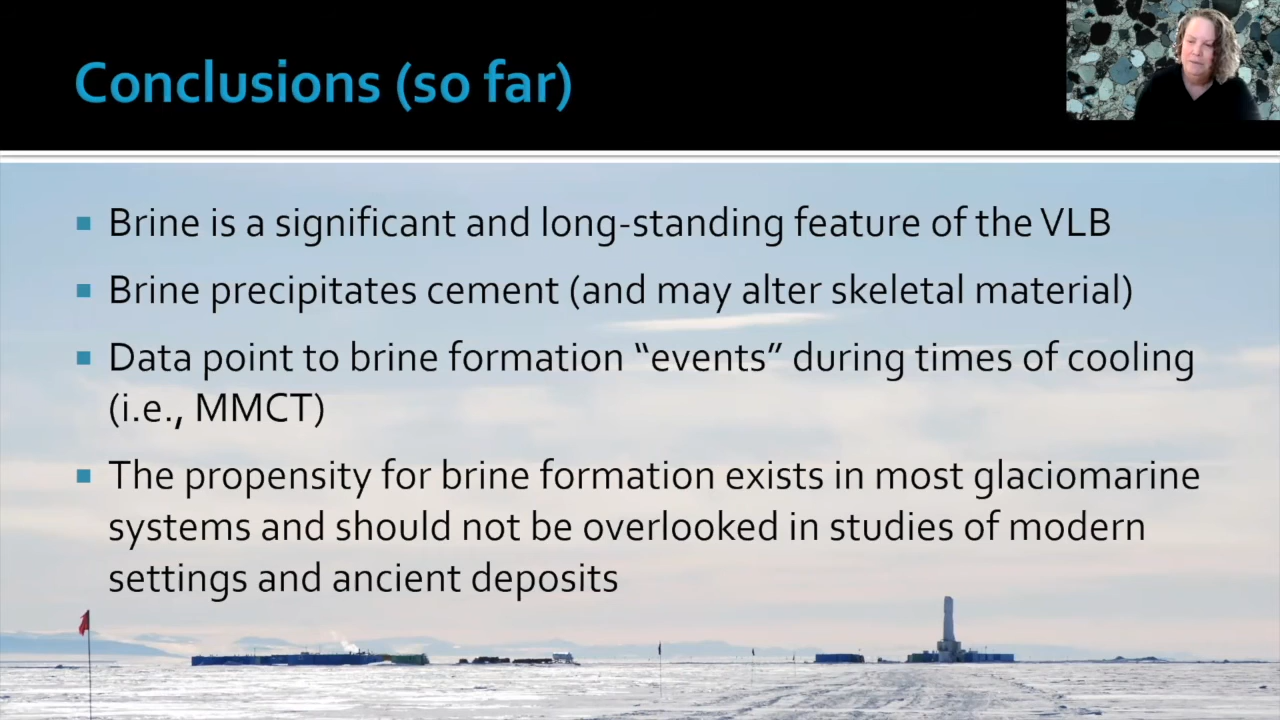 Conclusions (so far)
Brine is a significant and long-standing feature of the VLB
Brine precipitates cement (and may alter skeletal material)
Data point to brine formation “events” during times of cooling
(i.e., MMCT)
The propensity for brine formation exists in most glaciomarine
systems and should not be overlooked in studies of modern
settings and ancient deposits